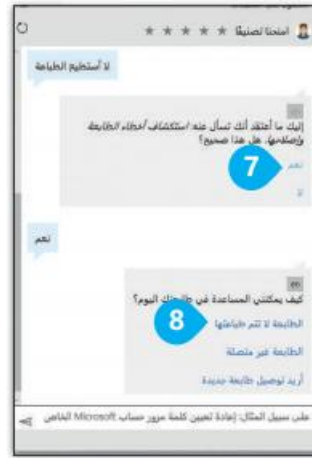 امنحنا تصنيفًا
لا أستطيع الطباعة
إليك ما أعتقد أنك تسأل عنه: استكشاف أخطاء الطابعة
وإصلاحها. هل هذا صحيح؟
نعم
7
لا
نعم
كيف يمكنني المساعدة في طابعتك اليوم؟
الطابعة لا تتم طباعتها
8
الطابعة غير متصلة
أريد توصيل طابعة جديدة
على سبيل المثال: إعادة تعيين كلمة مرور حساب Microsoft الخاص